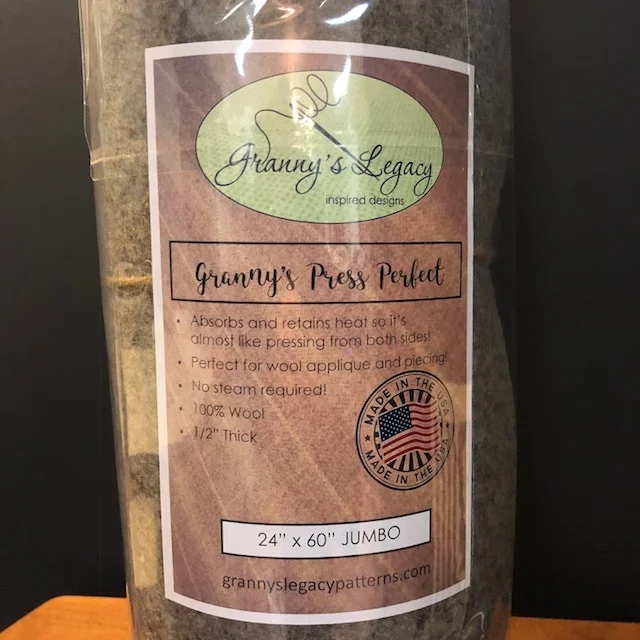 Granny's Legacy
inspired designs
Granny's Press Perfect
• Absorbs and retains heat so it's
almost like pressing from both sides!
• Perfect for wool applique and piecing!
• No steam required!
• 100% Wool
• 1/2" Thick
MADE IN THE USA
MADE IN THE USA
24" x 60" JUMBO
grannyslegacypatterns.com